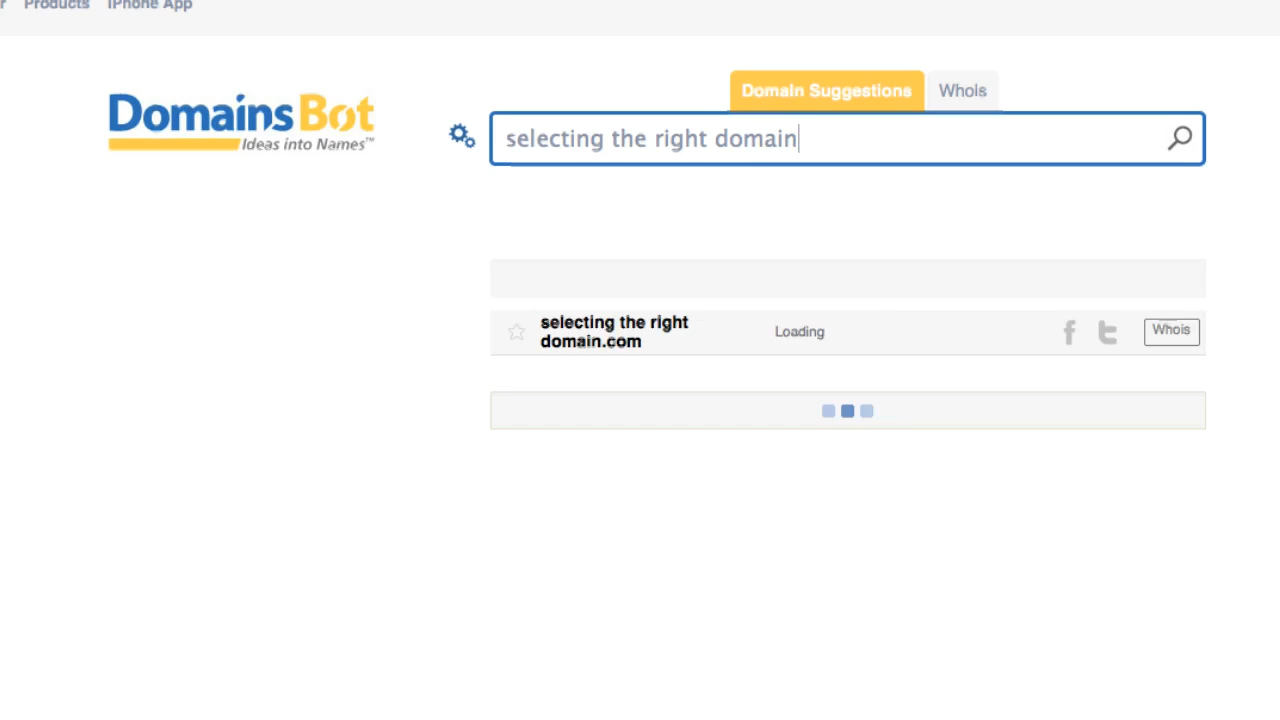 r Products iPhone App
Domain Suggestions WhoIs
DomainsBot
Ideas into Names™
selecting the right domain
selecting the right
domain.com
Loading
f t
Whois